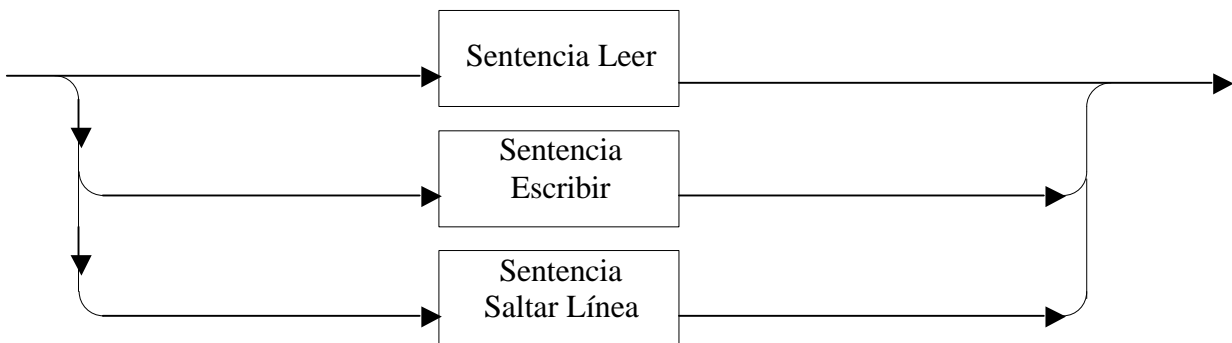 Sentencia Leer
Sentencia
Escribir
Sentencia
Saltar Línea